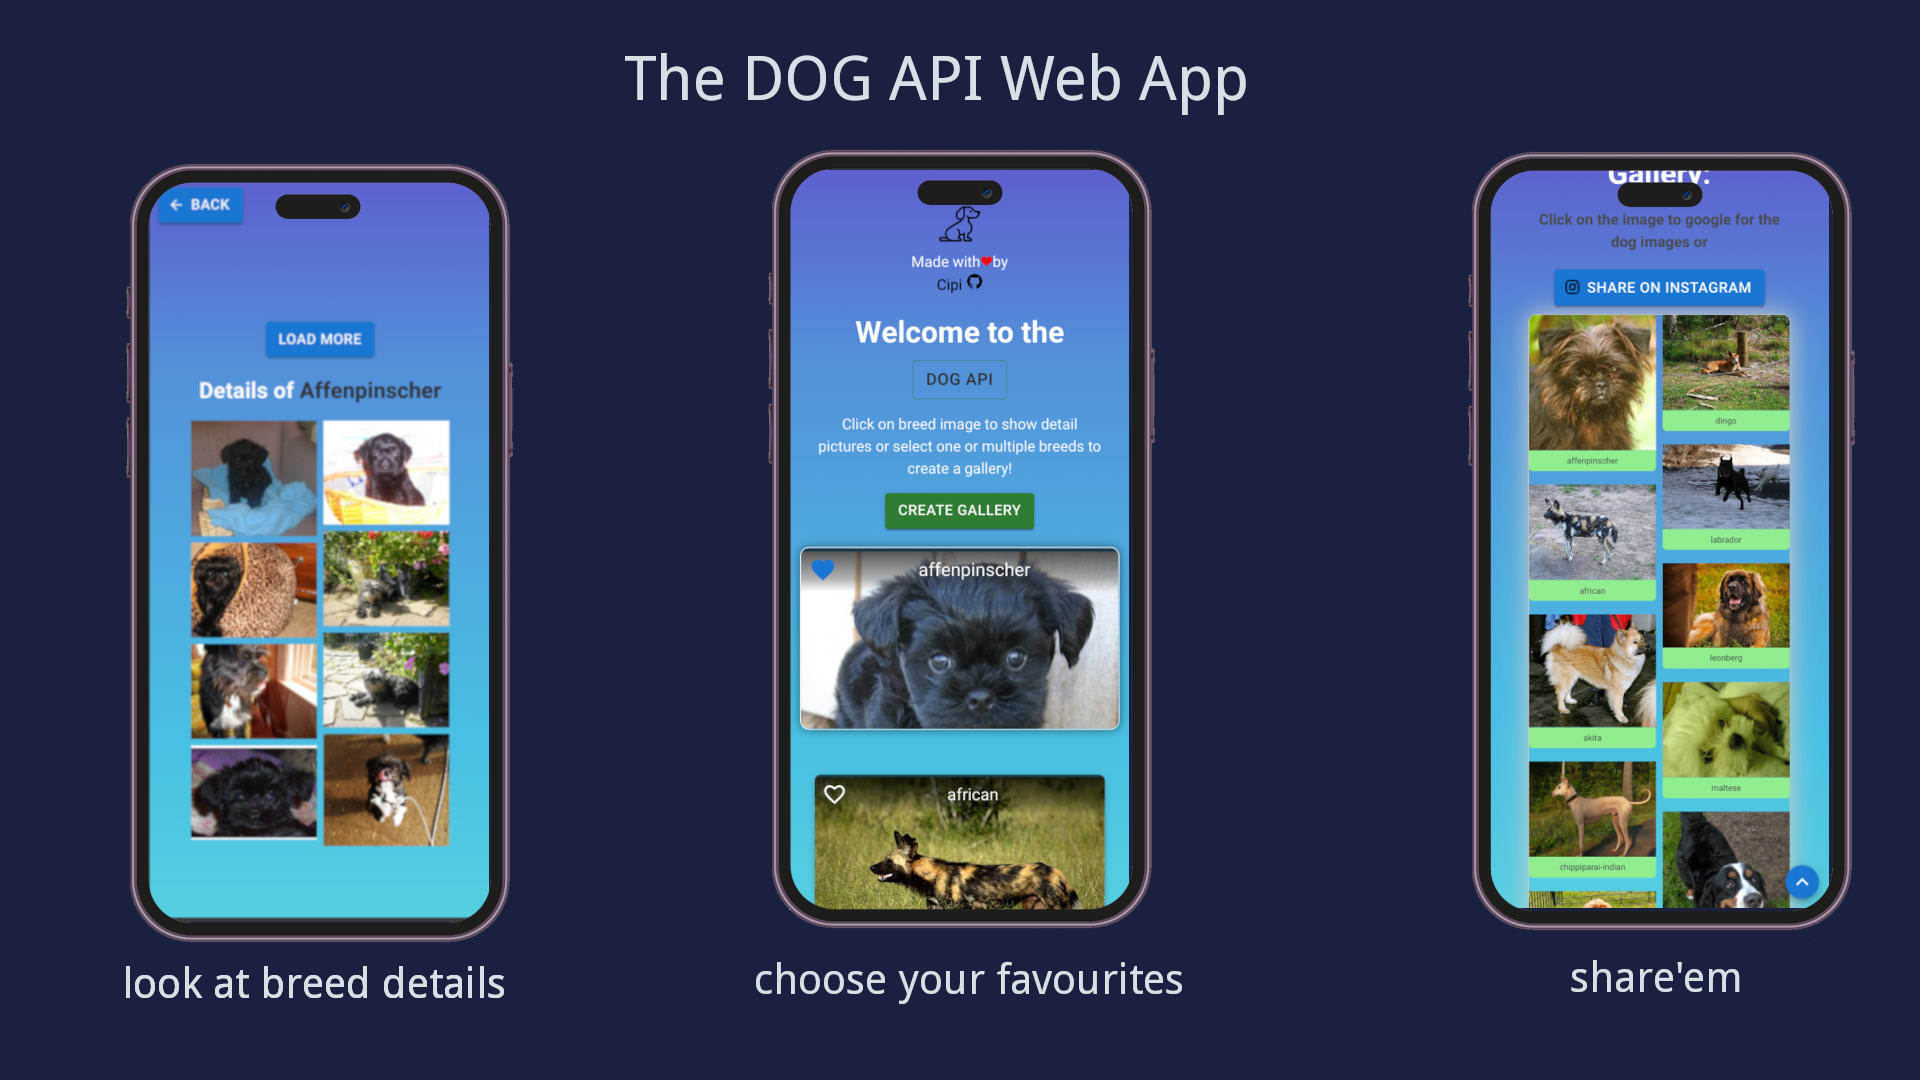 The DOG API Web App
BACK
LOAD MORE
Details of Affenpinscher
look at breed details
Made with by
Cipi
Welcome to the
DOG API
Click on breed image to show detail
pictures or select one or multiple breeds to
create a gallery!
CREATE GALLERY
affenpinscher
african
choose your favourites
Gallery:
Click on the image to google for the
dog images or
SHARE ON INSTAGRAM
affenpinscher
african
akita
chippiparai-indian
dingo
labrador
leonberg
maltese
share'em